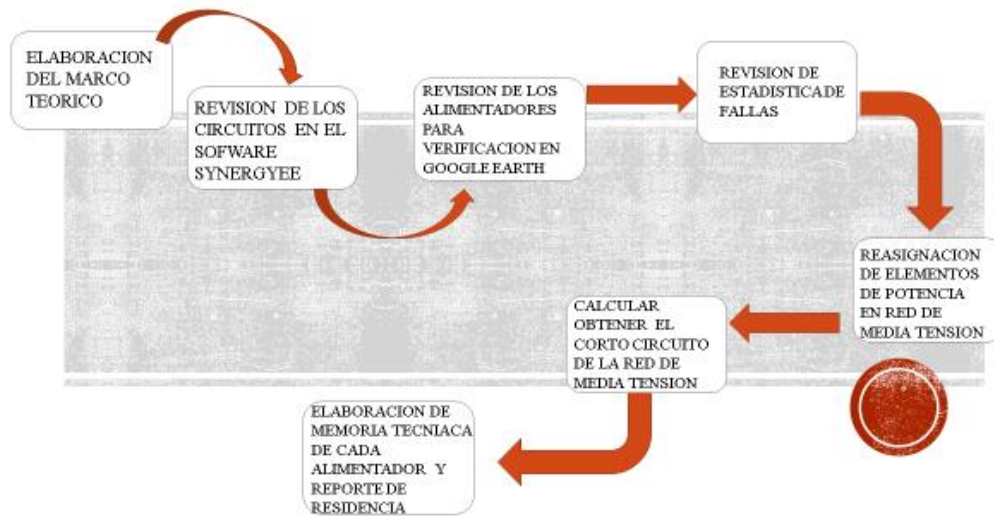 ELABORACION
DEL MARCO
TEORICO
REVISION DE LOS
CIRCUITOS EN EL
SOFWARE
SYNERGYEE
REVISION DE LOS
ALIMENTADORES
PARA
VERIFICACION EN
GOOGLE EARTH
REVISION DE
ESTADISTICA DE
FALLAS
REASIGNACION
DE ELEMENTOS
DE POTENCIA
EN RED DE
MEDIA TENSION
CALCULAR
OBTENER EL
CORTO CIRCUITO
DE LA RED DE
MEDIA TENSION
ELABORACION DE
MEMORIA TECNIACA
DE CADA
ALIMENTADOR Y
REPORTE DE
RESIDENCIA